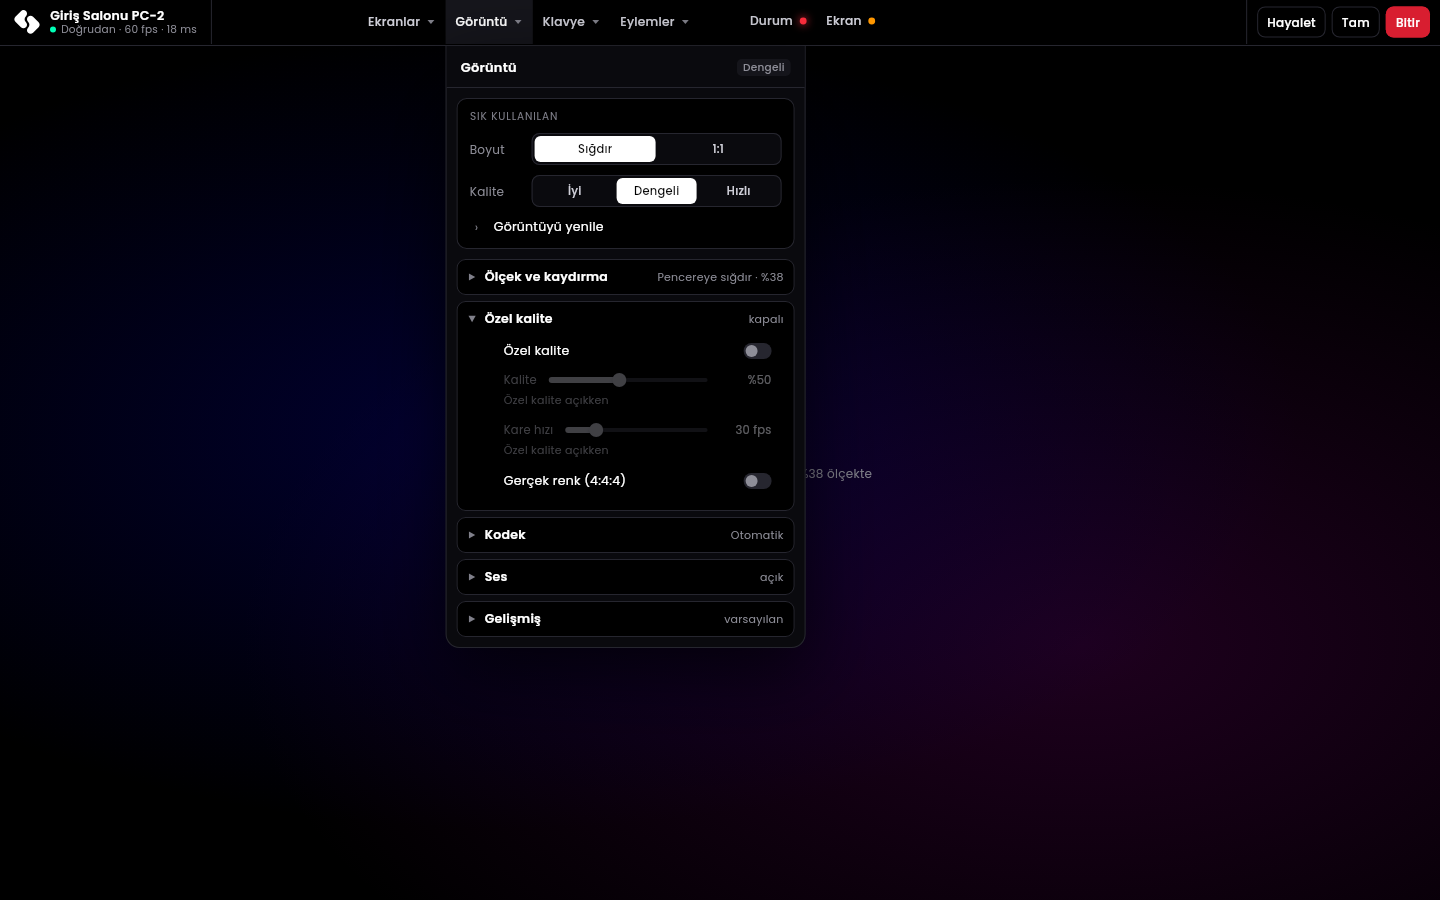 Giriş Salonu PC-2
Doğrudan · 60 fps · 18 ms
Ekranlar
Görüntü
Klavye
Eylemler
Durum
Ekran
Hayalet
Tam
Bitir
Görüntü
Dengeli
SIK KULLANILAN
Boyut
Sığdır
1:1
Kalite
İyi
Dengeli
Hızlı
Görüntüyü yenile
Ölçek ve kaydırma
Pencereye sığdır · %38
Özel kalite
kapalı
Özel kalite
Kalite
%50
Özel kalite açıkken
Kare hızı
30 fps
Özel kalite açıkken
Gerçek renk (4:4:4)
%38 ölçekte
Kodek
Otomatik
Ses
açık
Gelişmiş
varsayılan